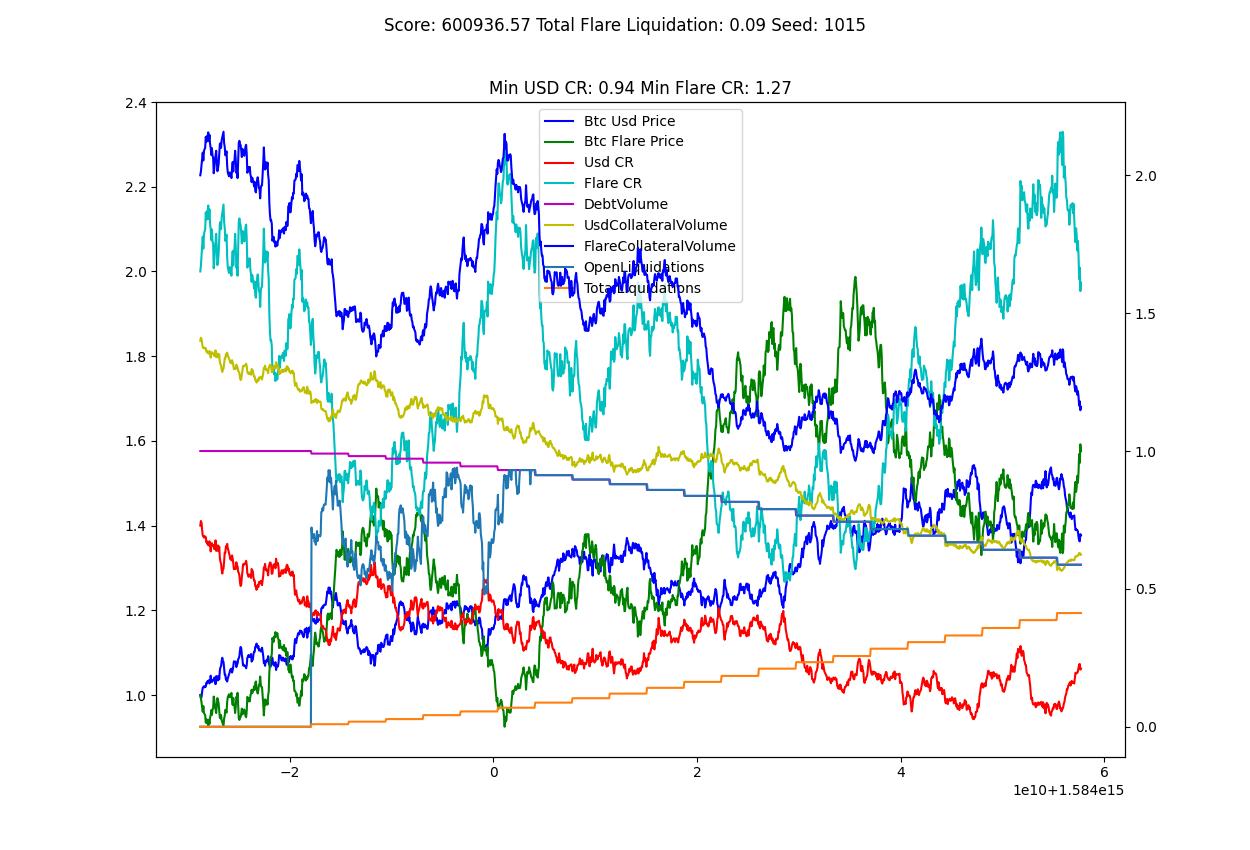 Score: 600936.57 Total Flare Liquidation: 0.09 Seed: 1015
Min USD CR: 0.94 Min Flare CR: 1.27
2.4
2.2
2.0
1.8
1.6
1.4
1.2
1.0
Btc Usd Price
Btc Flare Price
Usd CR
Flare CR
DebtVolume
UsdCollateralVolume
FlareCollateralVolume
OpenLiquidations
TotalLiquidations
2.0
1.5
1.0
0.5
0.0
−2 0 2 4 6
1e10+1.584e15